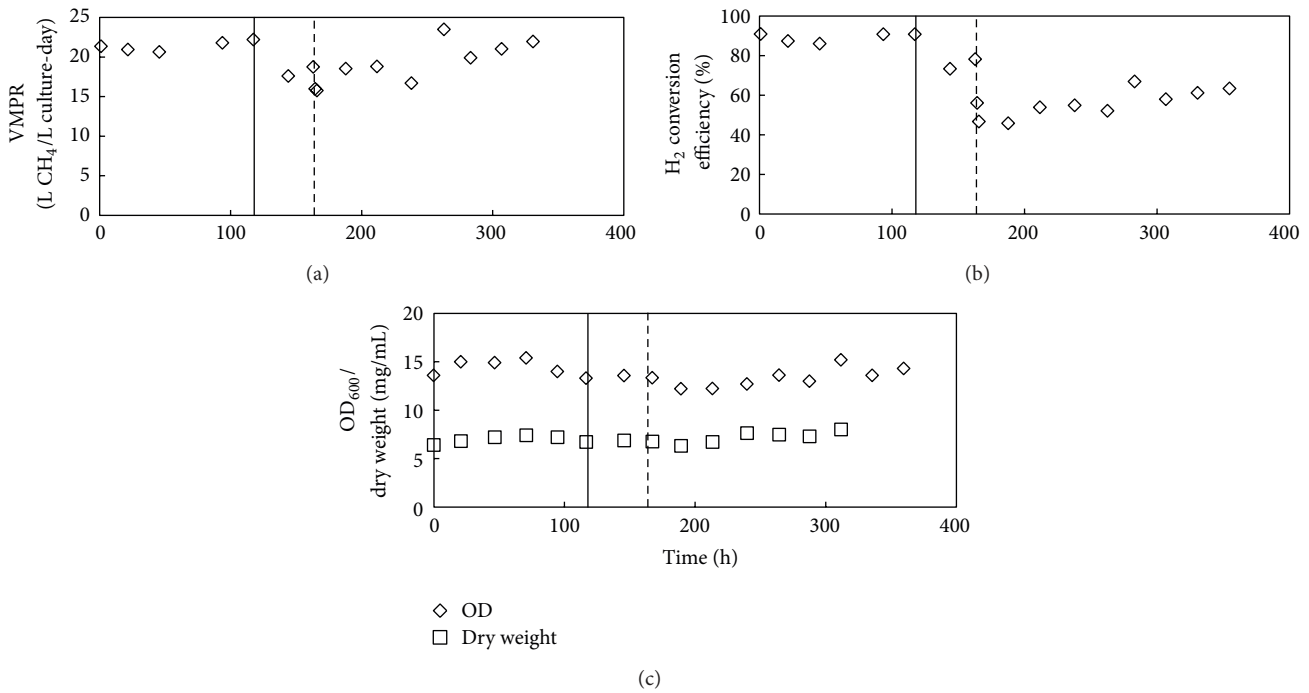 25
20
15
10
5
0
VMPR
(L CH₄/L culture-day)
0 100 200 300 400
(a)
100
80
60
40
20
0
H₂ conversion
efficiency (%)
0 100 200 300 400
(b)
20
15
10
5
0
OD₆₀₀/
dry weight (mg/mL)
0 100 200 300 400
Time (h)
OD
Dry weight
(c)